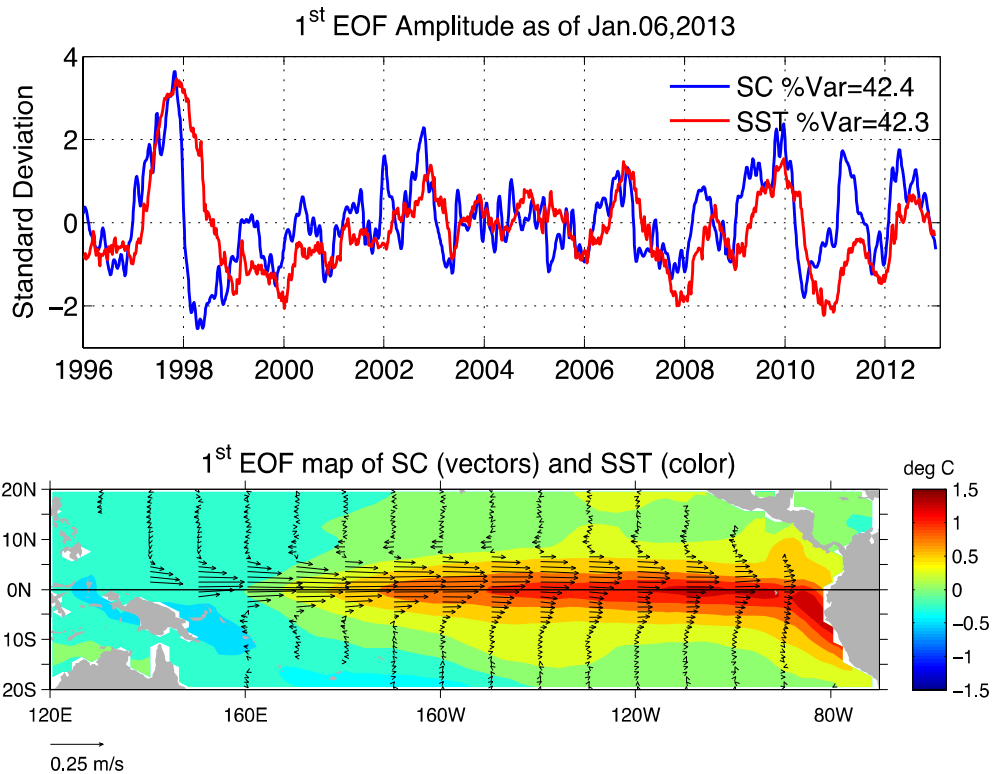 1st EOF Amplitude as of Jan.06,2013
Standard Deviation
4
2
0
−2
SC %Var=42.4
SST %Var=42.3
1996 1998 2000 2002 2004 2006 2008 2010 2012
1st EOF map of SC (vectors) and SST (color)
deg C
20N
10N
0N
10S
20S
120E 160E 160W 120W 80W
1.5
1
0.5
0
−0.5
−1
−1.5
0.25 m/s